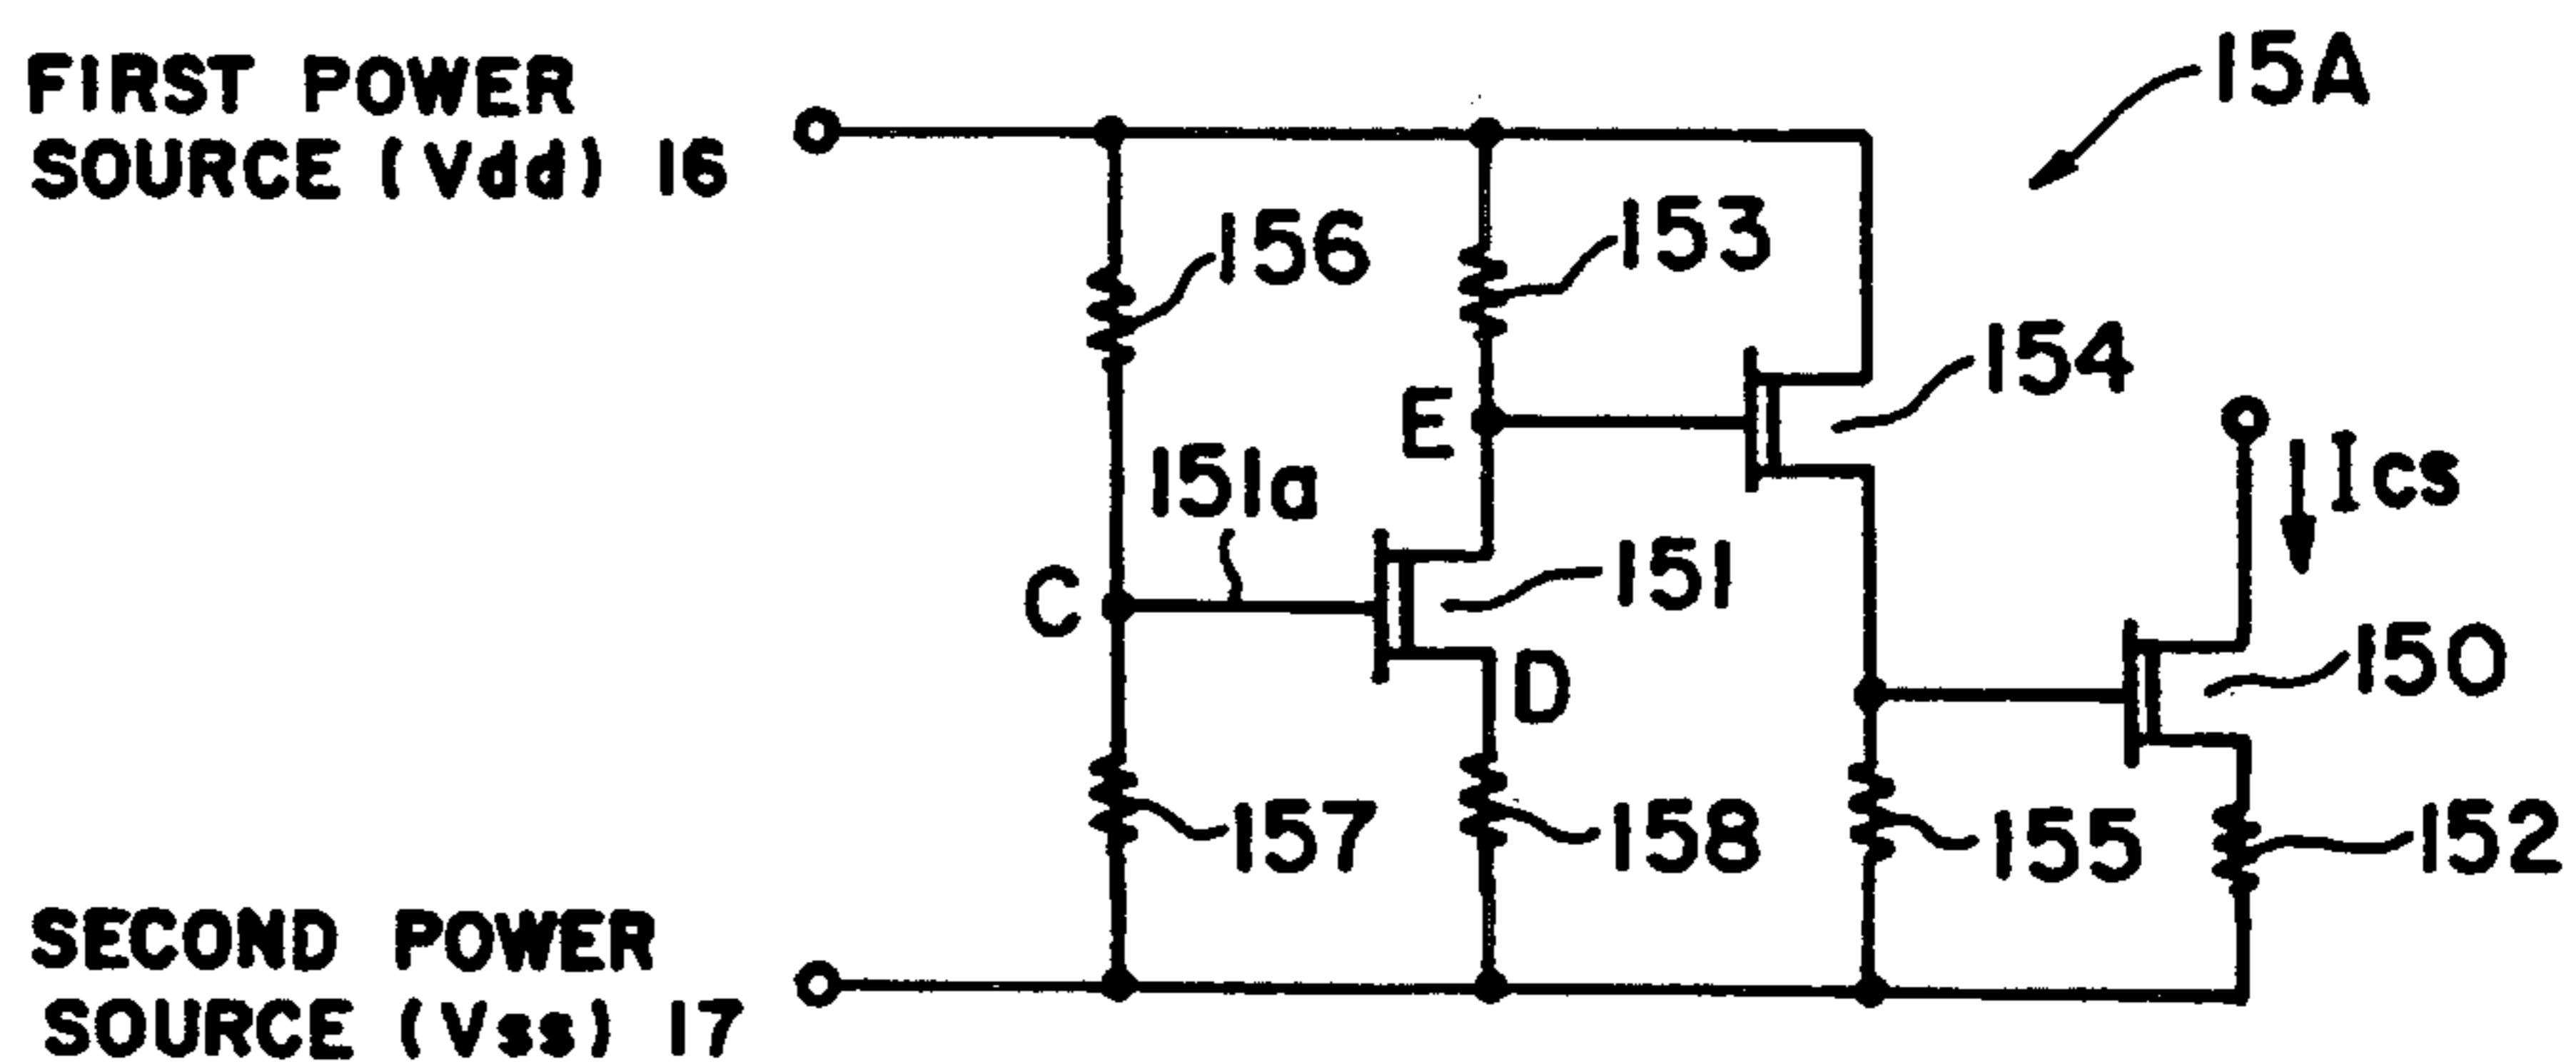 FIRST POWER
SOURCE (Vdd) 16
15A
156
153
154
E
Ics
151a
C
151
D
150
157
158
155
152
SECOND POWER
SOURCE (Vss) 17